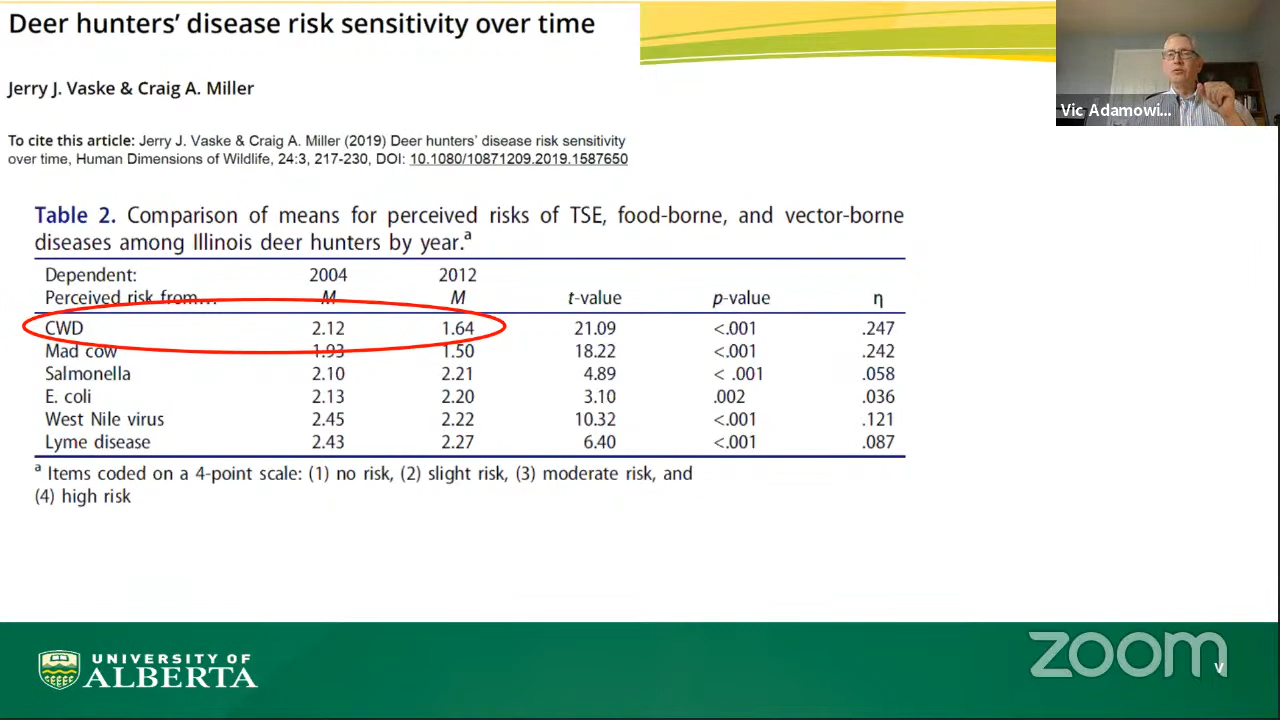 Deer hunters' disease risk sensitivity over time
Jerry J. Vaske & Craig A. Miller
Vic Adamowi...
To cite this article: Jerry J. Vaske & Craig A. Miller (2019) Deer hunters' disease risk sensitivity
over time, Human Dimensions of Wildlife, 24:3, 217-230, DOI: 10.1080/10871209.2019.1587650
Table 2. Comparison of means for perceived risks of TSE, food-borne, and vector-borne
diseases among Illinois deer hunters by year.a
Dependent: 2004 2012
Perceived risk from... M M t-value p-value η
CWD 2.12 1.64 21.09 <.001 .247
Mad cow 1.93 1.50 18.22 <.001 .242
Salmonella 2.10 2.21 4.89 < .001 .058
E. coli 2.13 2.20 3.10 .002 .036
West Nile virus 2.45 2.22 10.32 <.001 .121
Lyme disease 2.43 2.27 6.40 <.001 .087
a Items coded on a 4-point scale: (1) no risk, (2) slight risk, (3) moderate risk, and
(4) high risk
UNIVERSITY OF
ALBERTA
zoom
V